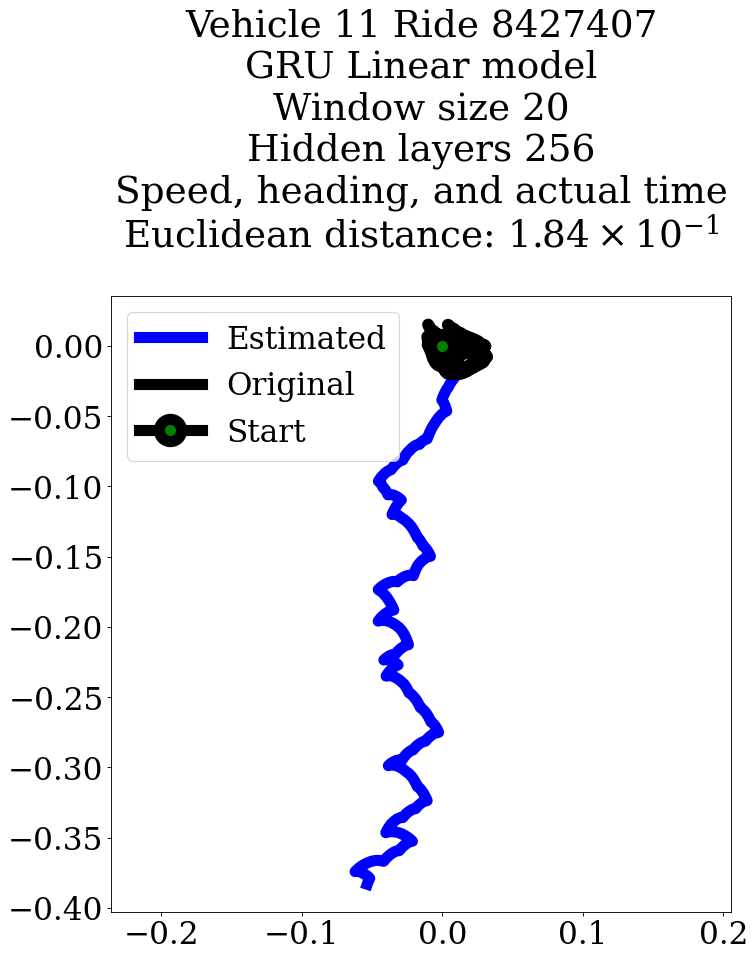 Vehicle 11 Ride 8427407
GRU Linear model
Window size 20
Hidden layers 256
Speed, heading, and actual time
Euclidean distance: 1.84 × 10⁻¹
Estimated
Original
Start
0.00
−0.05
−0.10
−0.15
−0.20
−0.25
−0.30
−0.35
−0.40
−0.2
−0.1
0.0
0.1
0.2